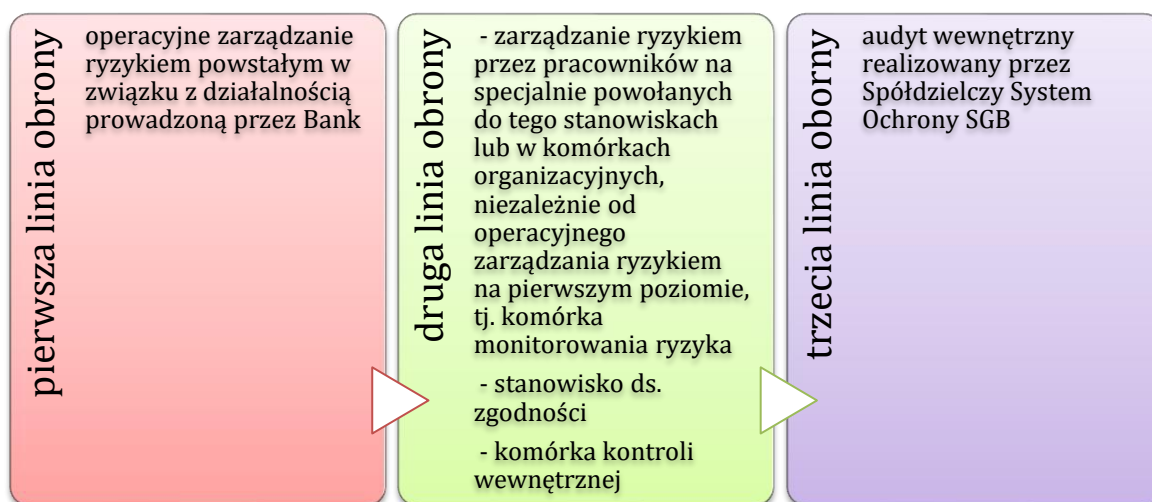 pierwsza linia obrony
operacyjne zarządzanie
ryzykiem powstałym w
związku z działalnością
prowadzoną przez Bank
druga linia obrony
- zarządzanie ryzykiem
przez pracowników na
specjalnie powołanych
do tego stanowiskach
lub w komórkach
organizacyjnych,
niezależnie od
operacyjnego
zarządzania ryzykiem
na pierwszym poziomie,
tj. komórka
monitorowania ryzyka
- stanowisko ds.
zgodności
- komórka kontroli
wewnętrznej
trzecia linia oborny
audyt wewnętrzny
realizowany przez
Spółdzielczy System
Ochrony SGB